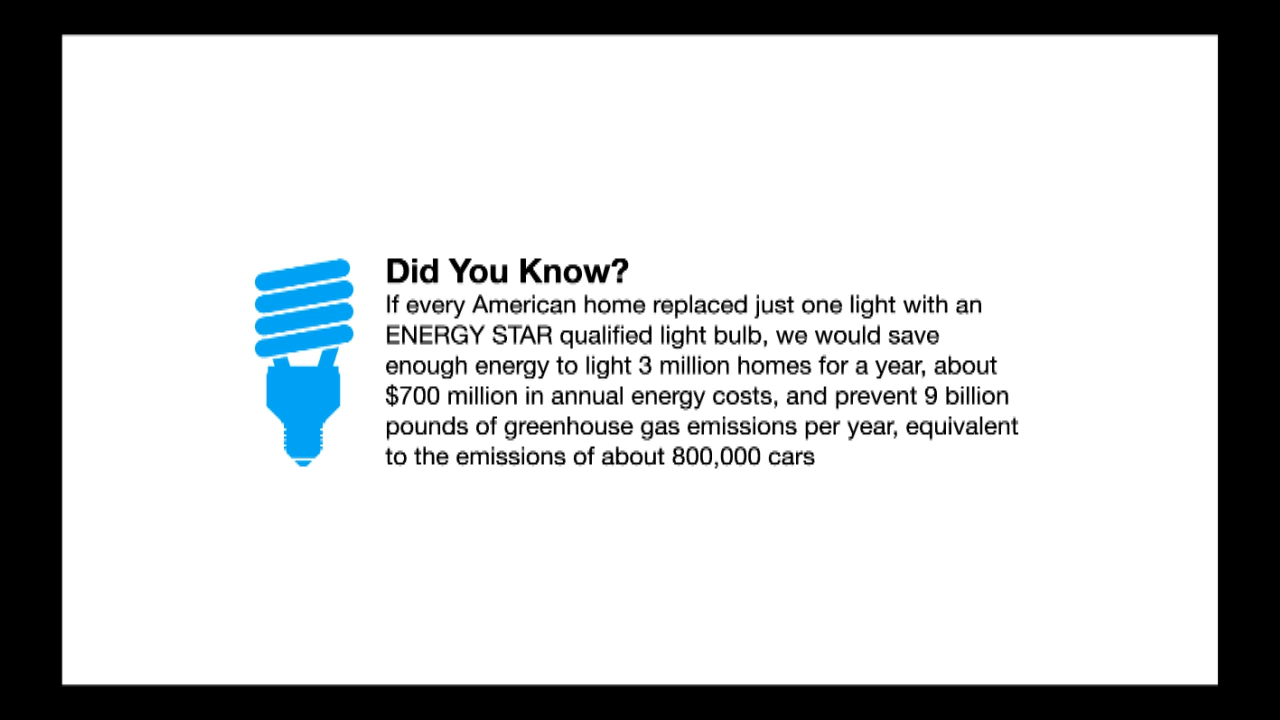 Did You Know?
If every American home replaced just one light with an
ENERGY STAR qualified light bulb, we would save
enough energy to light 3 million homes for a year, about
$700 million in annual energy costs, and prevent 9 billion
pounds of greenhouse gas emissions per year, equivalent
to the emissions of about 800,000 cars